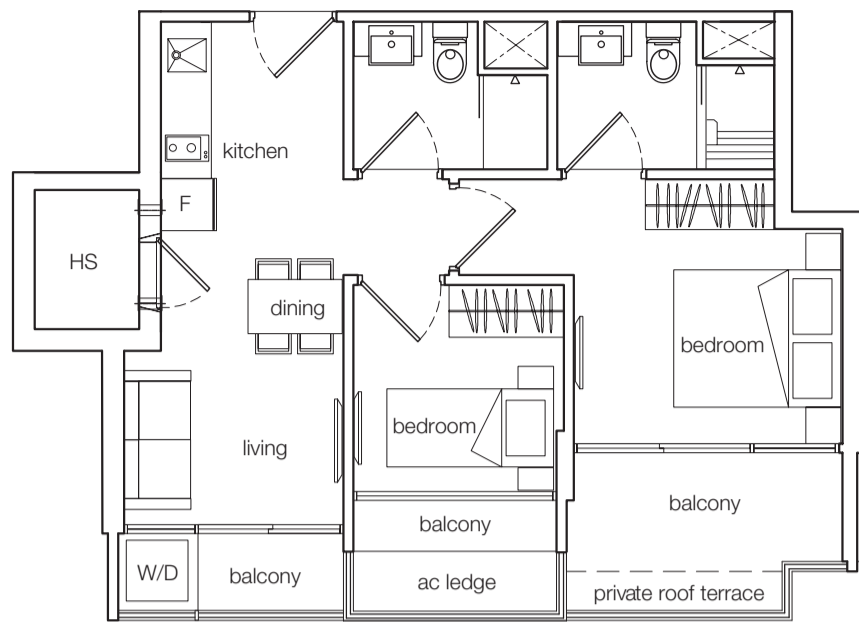 kitchen
F
HS
dining
bedroom
bedroom
living
balcony
balcony
W/D
balcony
ac ledge
private roof terrace